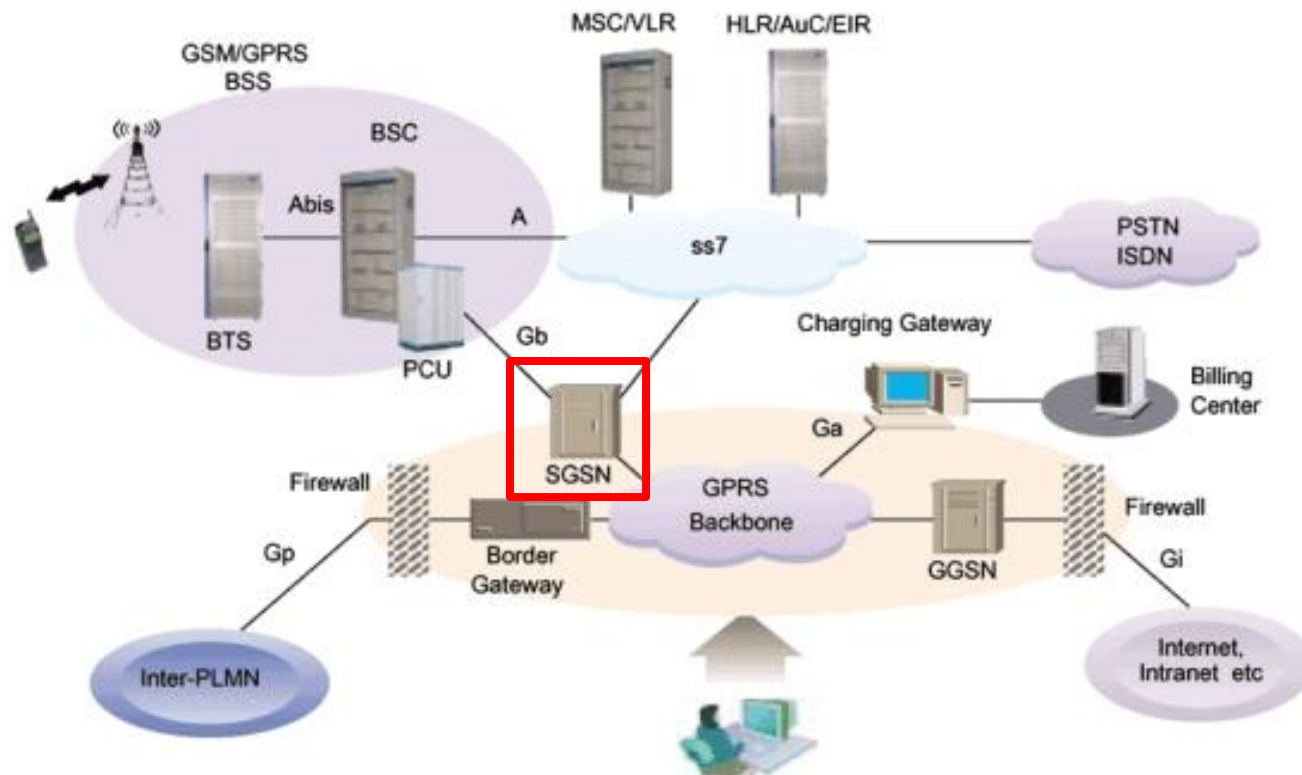 MSC/VLR
HLR/AuC/EIR
GSM/GPRS
BSS
BSC
Abis
A
ss7
PSTN
ISDN
BTS
PCU
Gb
Charging Gateway
Billing
Center
Ga
SGSN
Firewall
GPRS
Backbone
Firewall
Gp
Border
Gateway
GGSN
Gi
Inter-PLMN
Internet,
Intranet etc